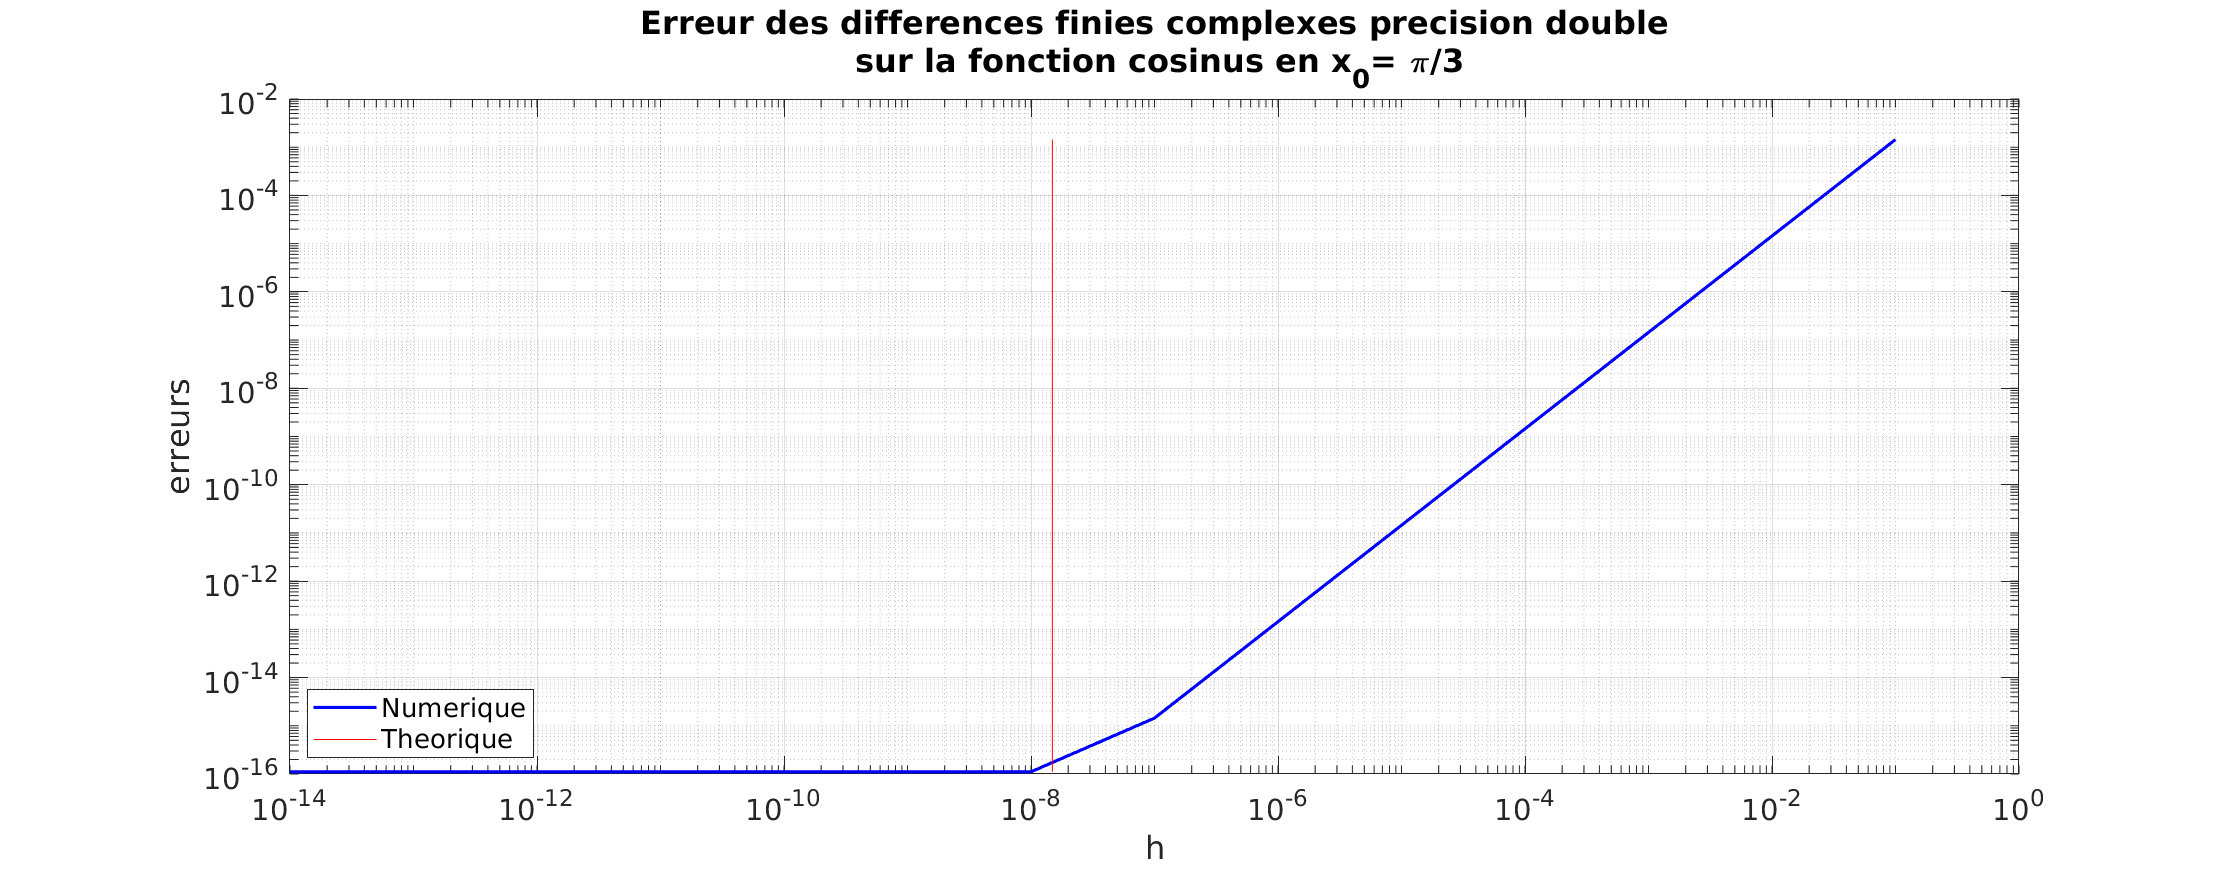 Erreur des differences finies complexes precision double
sur la fonction cosinus en x₀= π/3
10⁻²
10⁻⁴
10⁻⁶
10⁻⁸
10⁻¹⁰
10⁻¹²
10⁻¹⁴
10⁻¹⁶
erreurs
Numerique
Theorique
10⁻¹⁴ 10⁻¹² 10⁻¹⁰ 10⁻⁸ 10⁻⁶ 10⁻⁴ 10⁻² 10⁰
h